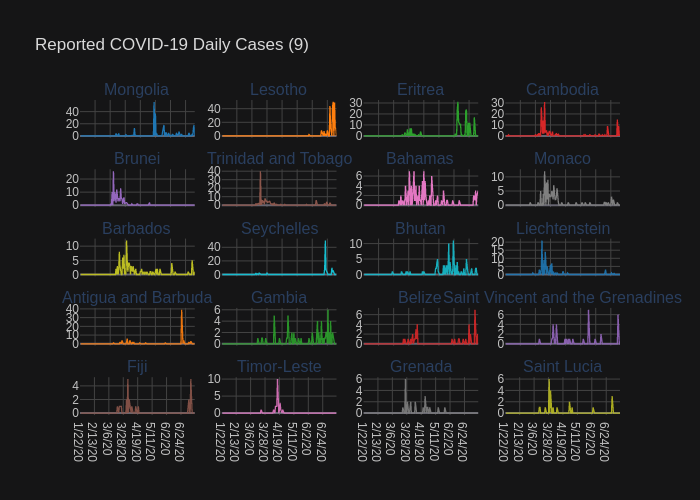 Reported COVID-19 Daily Cases (9)
Mongolia Lesotho Eritrea Cambodia
40 20 0
40 20 0
30 20 10 0
30 20 10 0
Brunei Trinidad and Tobago Bahamas Monaco
20 10 0
40 30 20 10 0
6 4 2 0
10 5 0
Barbados Seychelles Bhutan Liechtenstein
10 5 0
40 20 0
10 5 0
20 15 10 5 0
Antigua and Barbuda Gambia Belize Saint Vincent and the Grenadines
40 30 20 10 0
6 4 2 0
6 4 2 0
6 4 2 0
Fiji Timor-Leste Grenada Saint Lucia
4 2 0
10 5 0
6 4 2 0
6 4 2 0
1/22/20 2/13/20 3/6/20 3/28/20 4/19/20 5/11/20 6/2/20 6/24/20
1/22/20 2/13/20 3/6/20 3/28/20 4/19/20 5/11/20 6/2/20 6/24/20
1/22/20 2/13/20 3/6/20 3/28/20 4/19/20 5/11/20 6/2/20 6/24/20
1/22/20 2/13/20 3/6/20 3/28/20 4/19/20 5/11/20 6/2/20 6/24/20